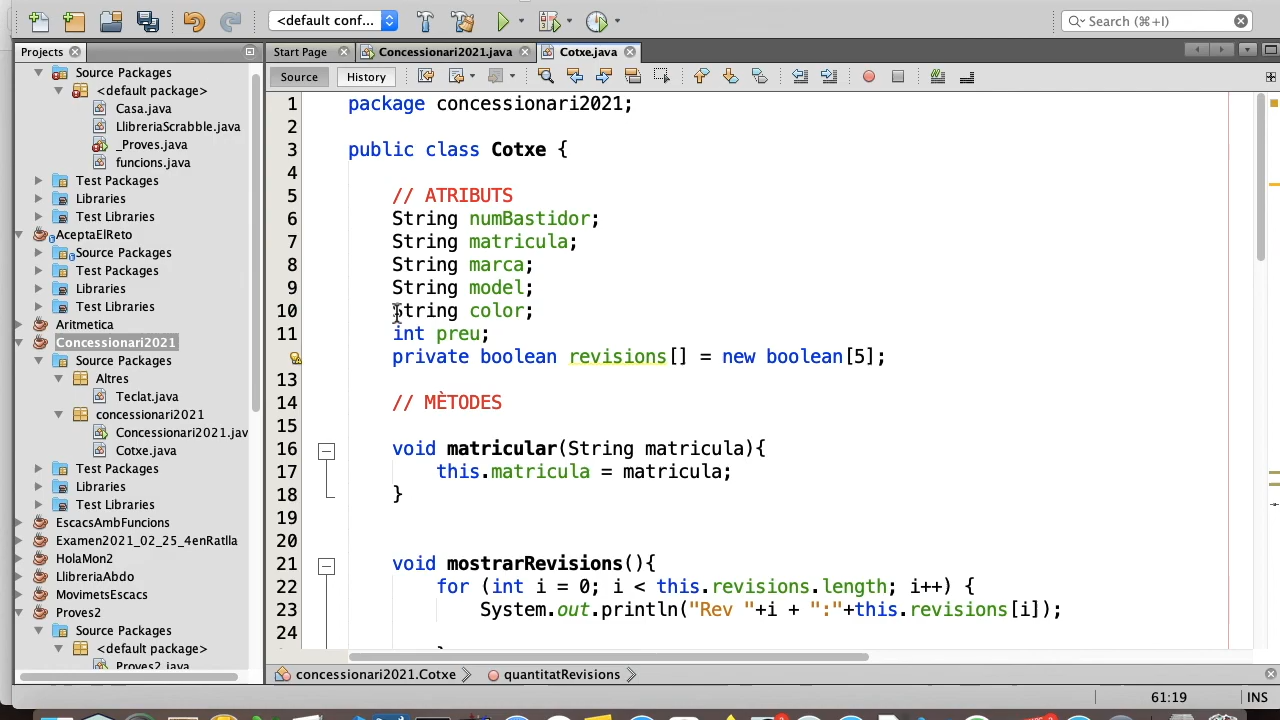 <default conf...
Search (⌘+I)
Projects
Start Page
Concessionari2021.java
Cotxe.java
Source
History
Source Packages
<default package>
Casa.java
LlibreriaScrabble.java
_Proves.java
funcions.java
Test Packages
Libraries
Test Libraries
AceptaElReto
Source Packages
Test Packages
Libraries
Test Libraries
Aritmetica
Concessionari2021
Source Packages
Altres
Teclat.java
concessionari2021
Concessionari2021.jav
Cotxe.java
Test Packages
Libraries
Test Libraries
EscacsAmbFuncions
Examen2021_02_25_4enRatlla
HolaMon2
LlibreriaAbdo
MovimetsEscacs
Proves2
Source Packages
<default package>
Proves2.java
1 package concessionari2021;
2
3 public class Cotxe {
4
5 // ATRIBUTS
6 String numBastidor;
7 String matricula;
8 String marca;
9 String model;
10 String color;
11 int preu;
private boolean revisions[] = new boolean[5];
13
14 // MÈTODES
15
16 void matricular(String matricula){
17 this.matricula = matricula;
18 }
19
20
21 void mostrarRevisions(){
22 for (int i = 0; i < this.revisions.length; i++) {
23 System.out.println("Rev "+i + ":"+this.revisions[i]);
24
concessionari2021.Cotxe
quantitatRevisions
61:19
INS